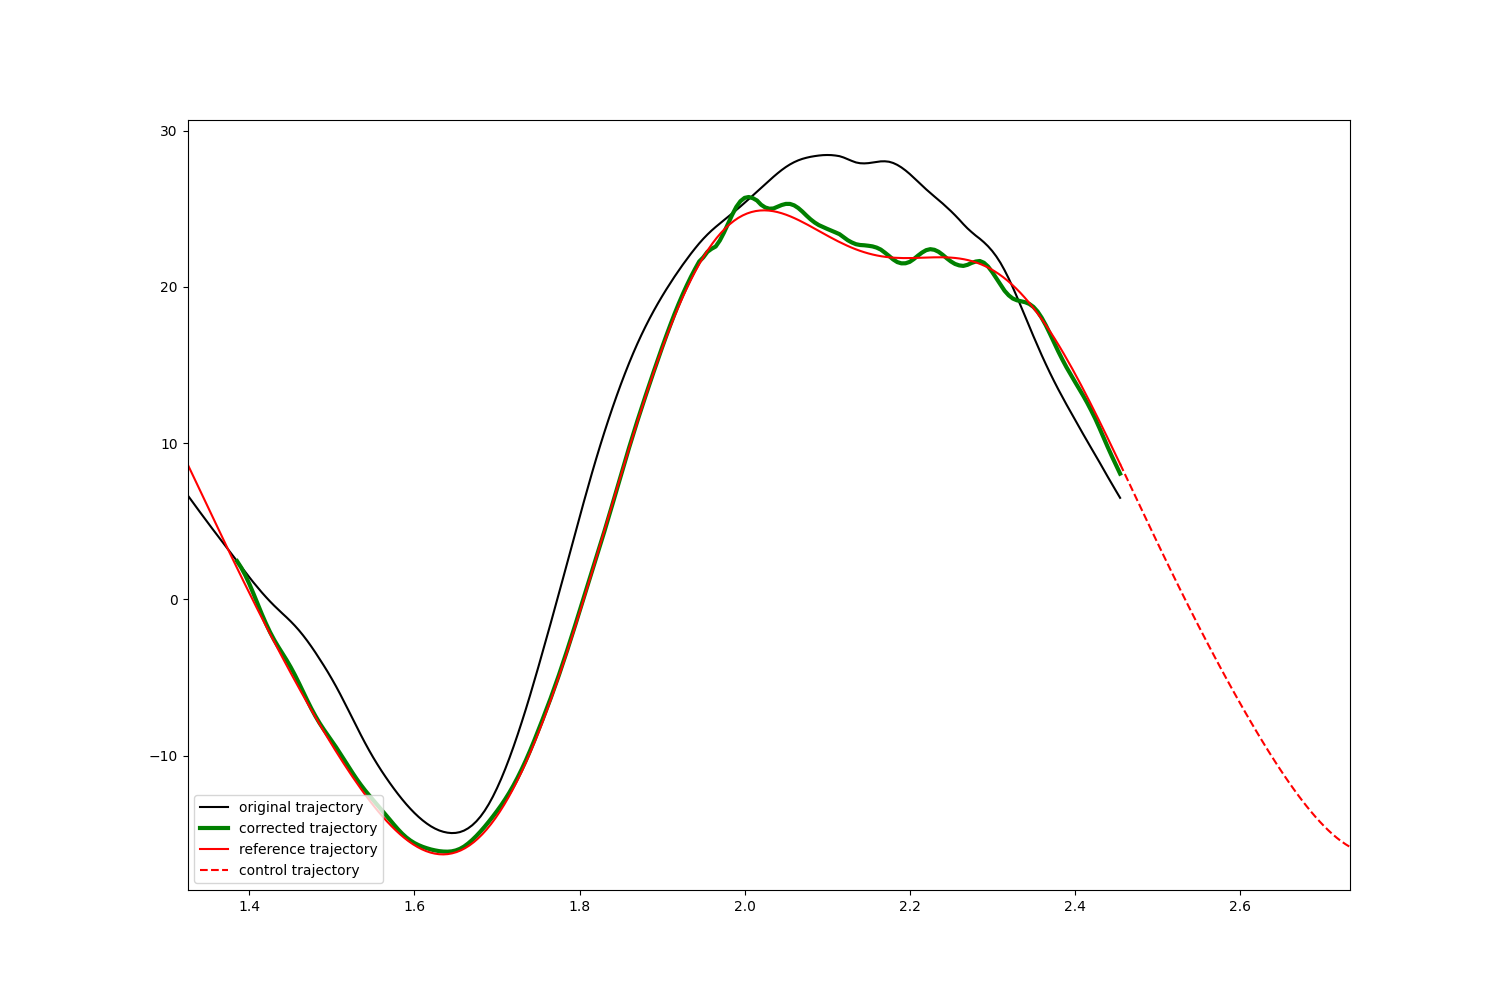 30
20
10
0
−10
original trajectory
corrected trajectory
reference trajectory
control trajectory
1.4 1.6 1.8 2.0 2.2 2.4 2.6